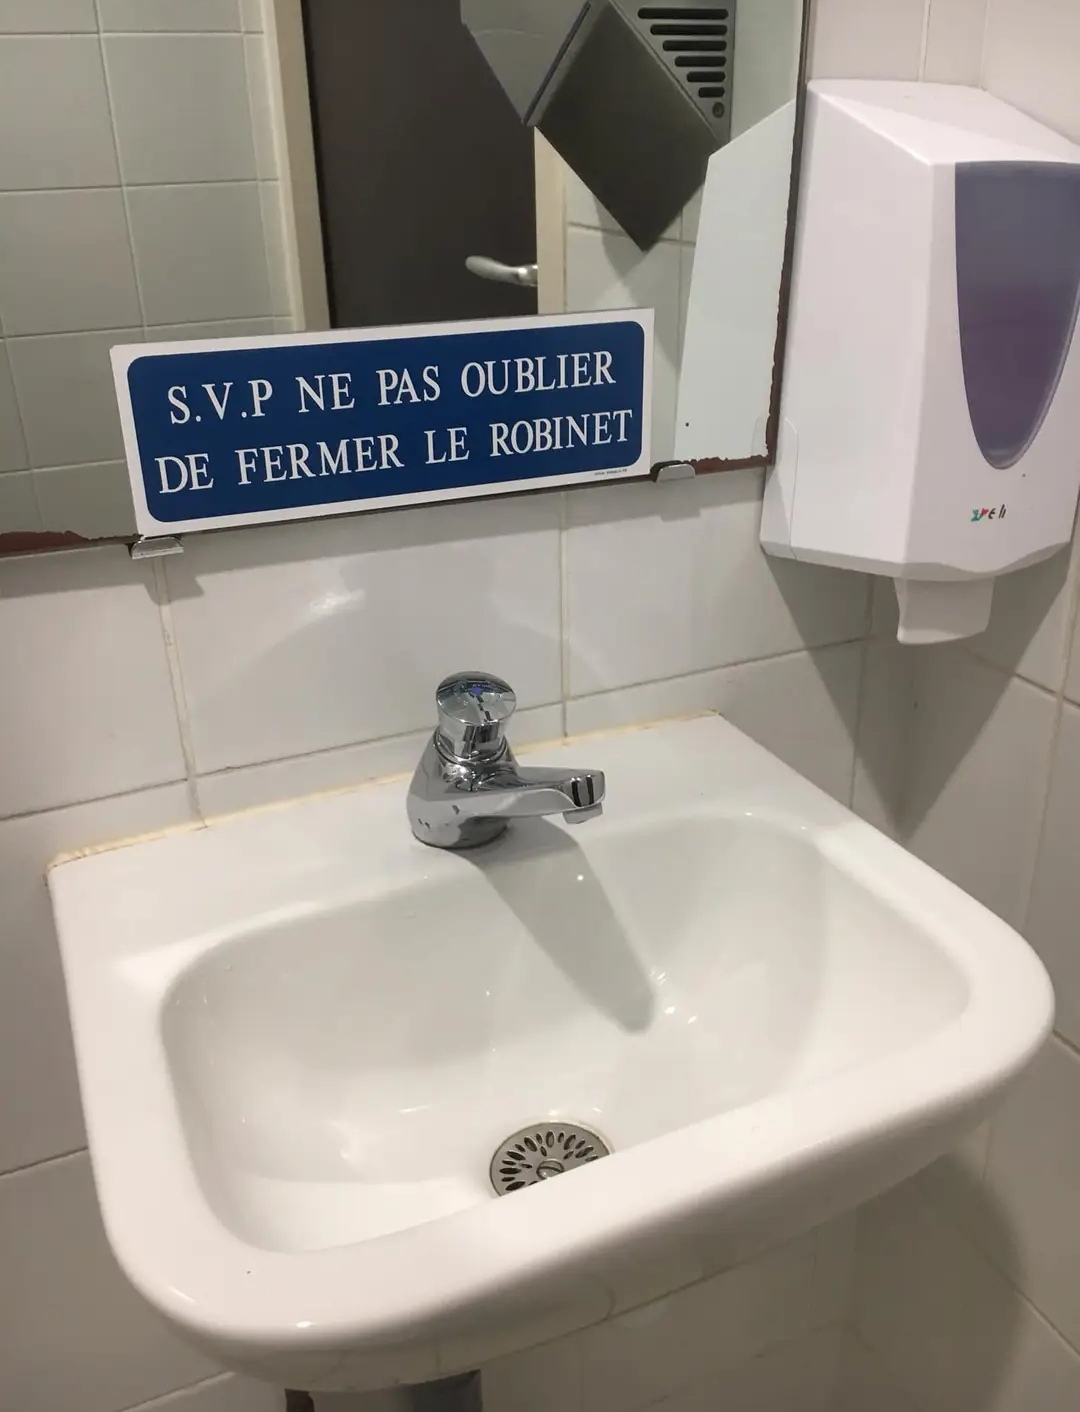 S.V.P NE PAS OUBLIER
DE FERMER LE ROBINET